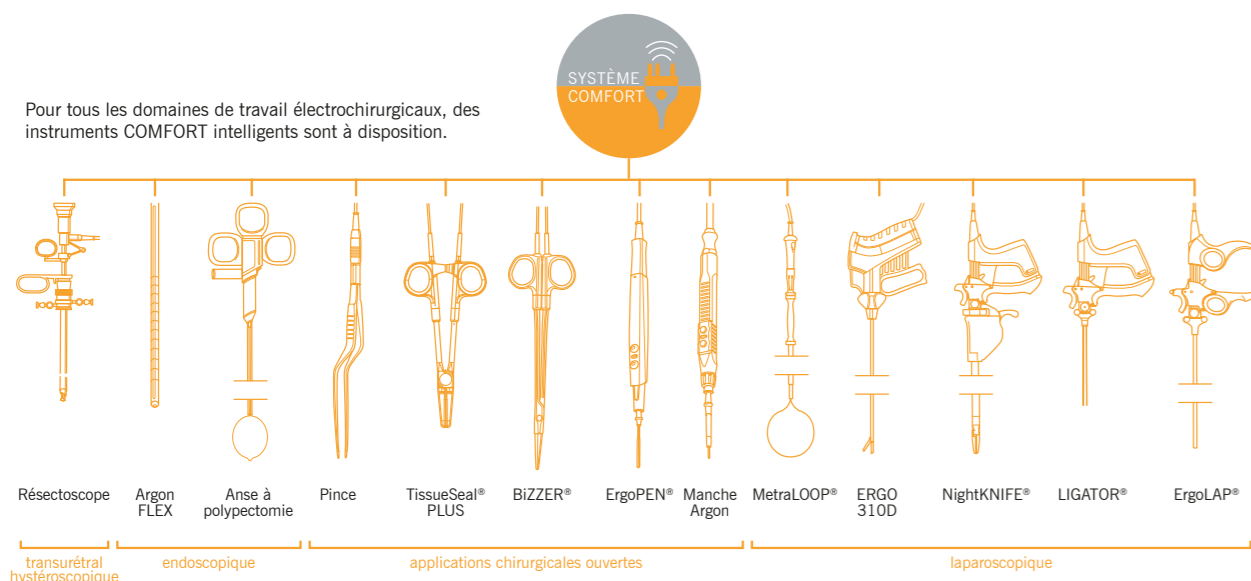 SYSTÈME
COMFORT
Pour tous les domaines de travail électrochirurgicaux, des
instruments COMFORT intelligents sont à disposition.
Résectoscope
Argon
FLEX
Anse à
polypectomie
Pince
TissueSeal®
PLUS
BiZZER®
ErgoPEN®
Manche
Argon
MetraLOOP®
ERGO
310D
NightKNIFE®
LIGATOR®
ErgoLAP®
transurétral
hystéroscopique
endoscopique
applications chirurgicales ouvertes
laparoscopique